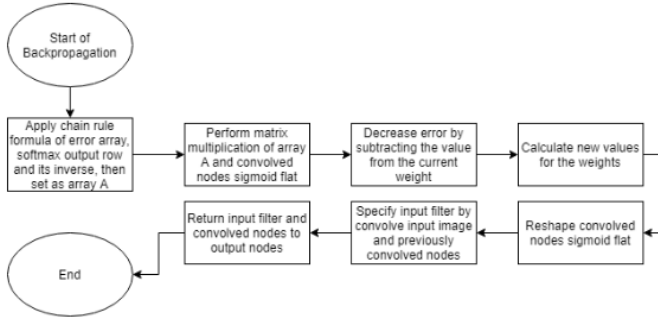 Start of
Backpropagation
Apply chain rule
formula of error array,
softmax output row
and its inverse, then
set as array A
Perform matrix
multiplication of array
A and convolved
nodes sigmoid flat
Decrease error by
subtracting the value
from the current
weight
Calculate new values
for the weights
Reshape convolved
nodes sigmoid flat
Specify input filter by
convolve input image
and previously
convolved nodes
Return input filter and
convolved nodes to
output nodes
End